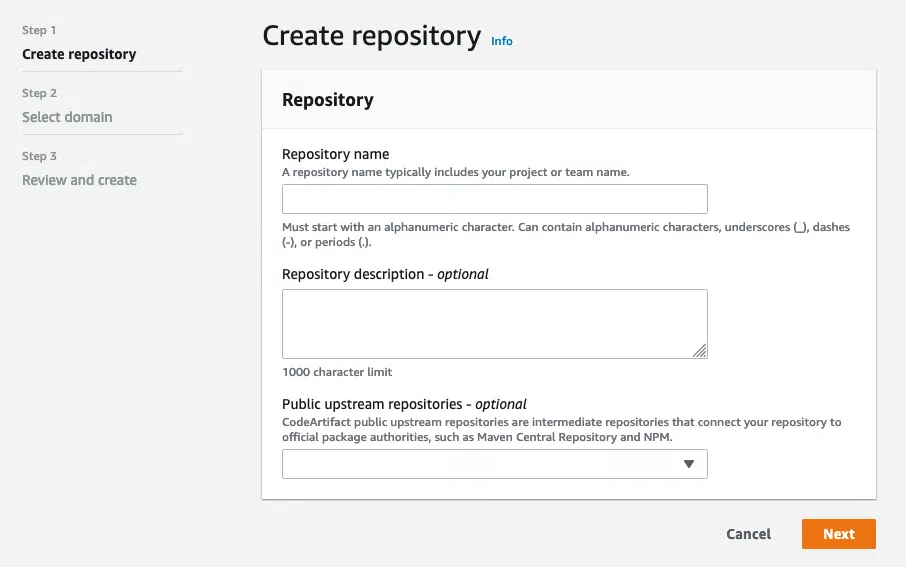 Step 1
Create repository
Step 2
Select domain
Step 3
Review and create
Create repository Info
Repository
Repository name
A repository name typically includes your project or team name.
Must start with an alphanumeric character. Can contain alphanumeric characters, underscores (_), dashes
(-), or periods (.).
Repository description - optional
1000 character limit
Public upstream repositories - optional
CodeArtifact public upstream repositories are intermediate repositories that connect your repository to
official package authorities, such as Maven Central Repository and NPM.
Cancel Next